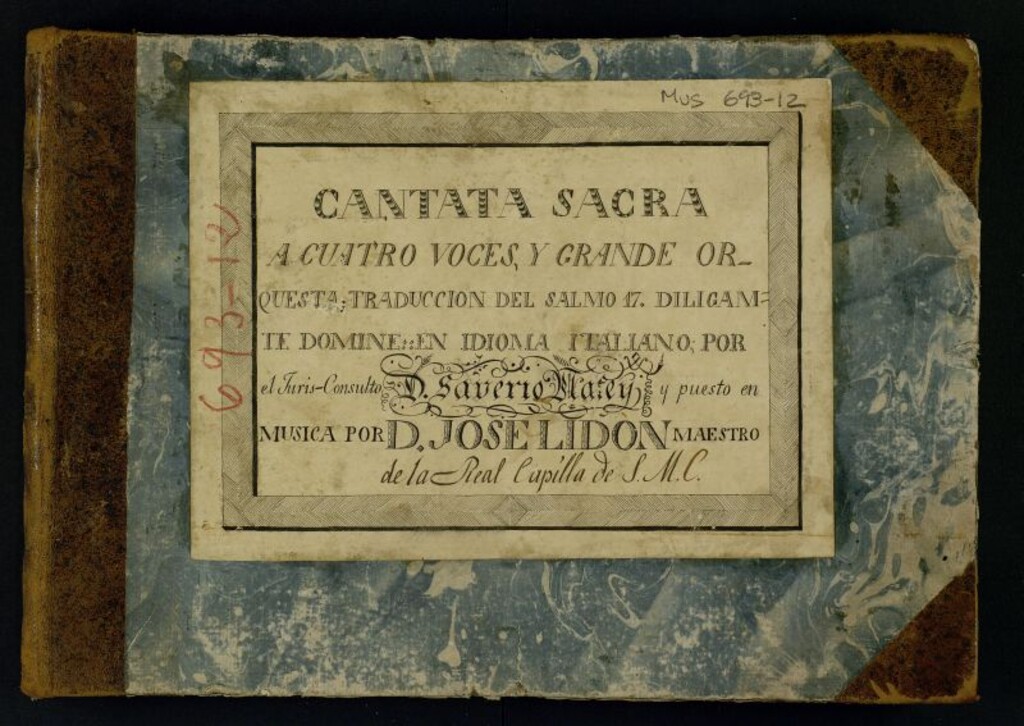 Mus 693-12
693-12
CANTATA SACRA
A CUATRO VOCES, Y GRANDE OR-
QUESTA; TRADUCCION DEL SALMO 17. DILIGAM=
TE DOMINE:: EN IDIOMA ITALIANO; POR
el Juris-Consulto D. Saverio Matey y puesto en
MUSICA POR D. JOSE LIDON MAESTRO
de la Real Capilla de S. M. C.